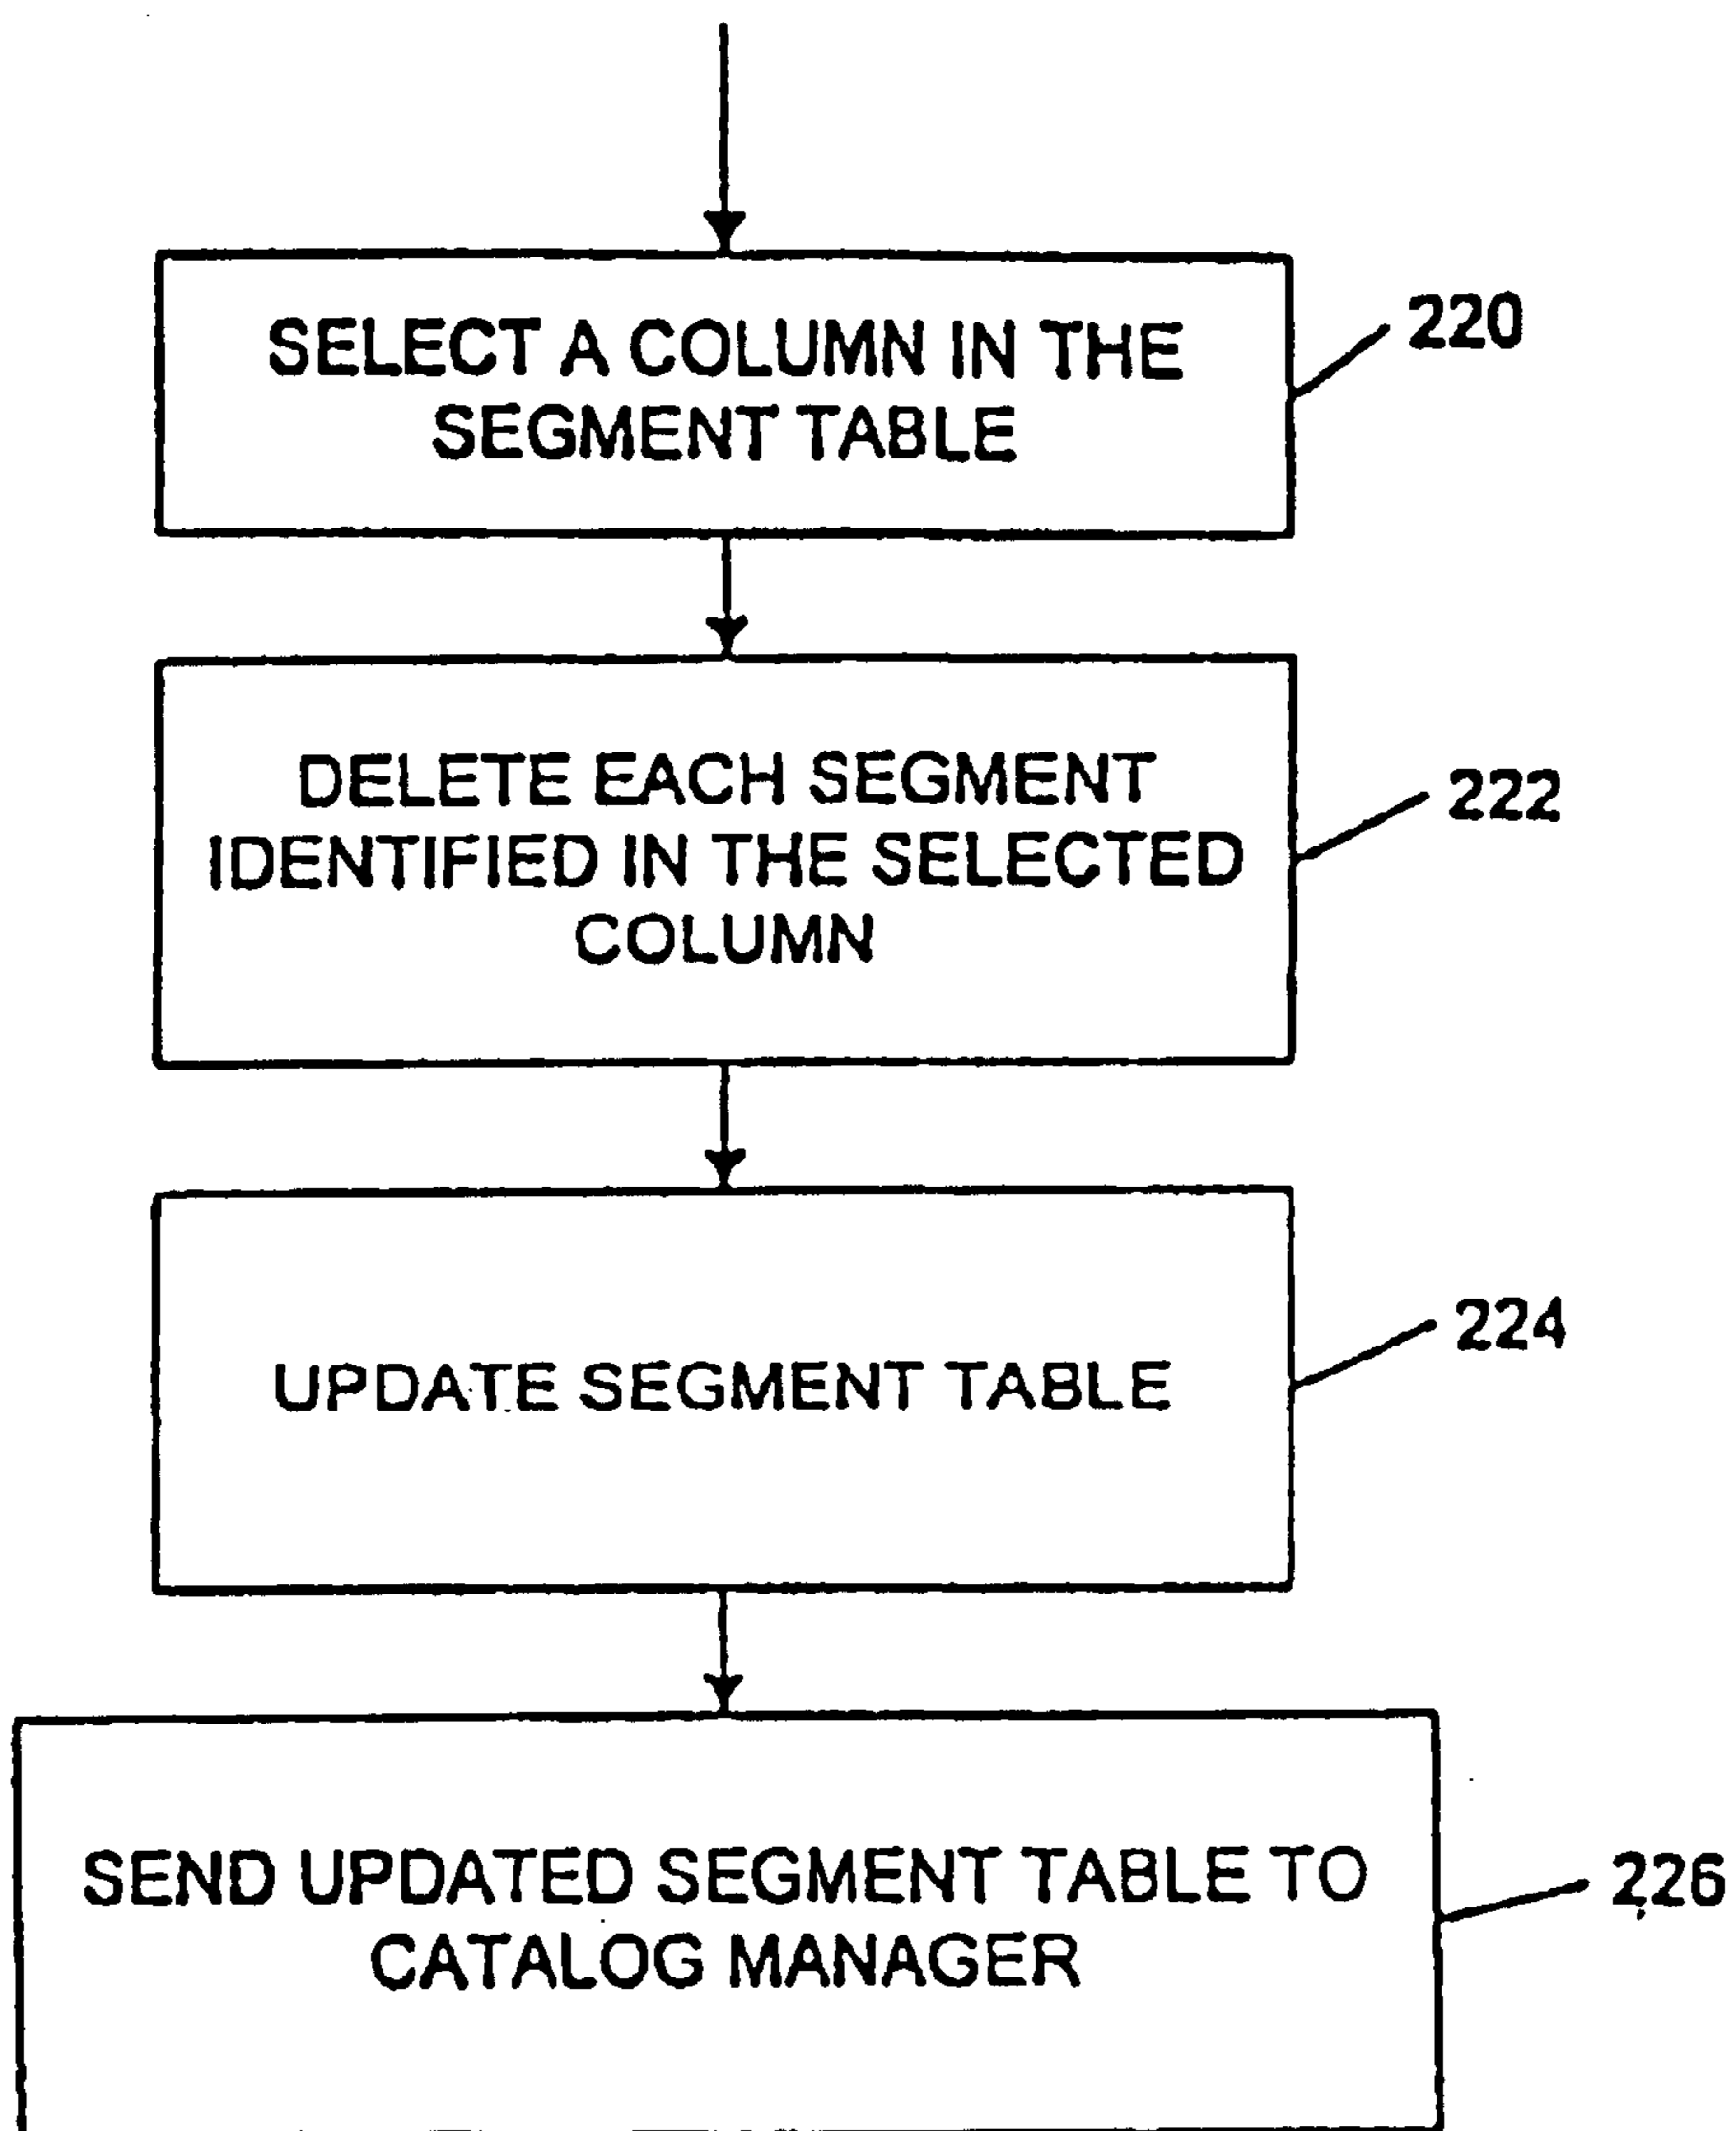 SELECT A COLUMN IN THE
SEGMENT TABLE
220
DELETE EACH SEGMENT
IDENTIFIED IN THE SELECTED
COLUMN
222
UPDATE SEGMENT TABLE
224
SEND UPDATED SEGMENT TABLE TO
CATALOG MANAGER
226